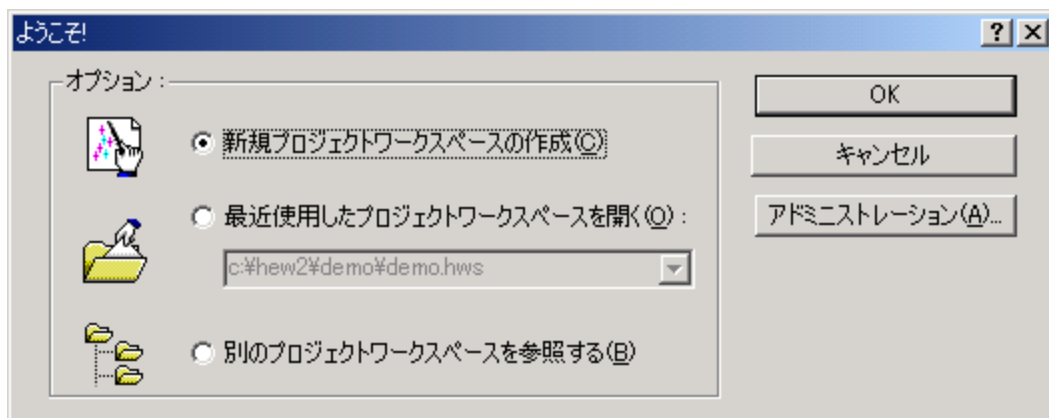 ようこそ!
オプション :
新規プロジェクトワークスペースの作成(C)
最近使用したプロジェクトワークスペースを開く(O) :
c:¥hew2¥demo¥demo.hws
別のプロジェクトワークスペースを参照する(B)
OK
キャンセル
アドミニストレーション(A)...